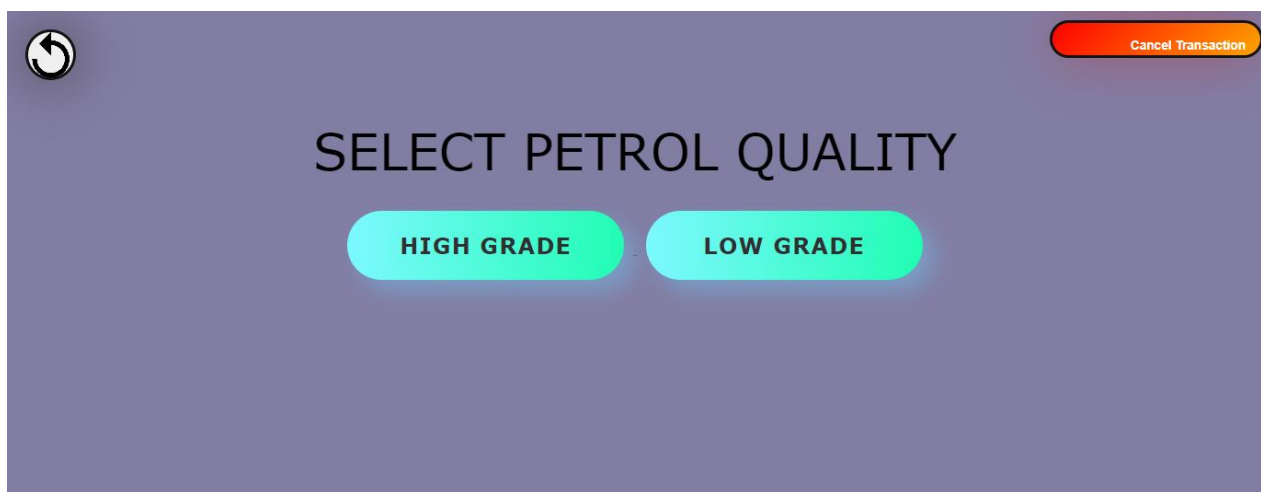 Cancel Transaction
SELECT PETROL QUALITY
HIGH GRADE
LOW GRADE